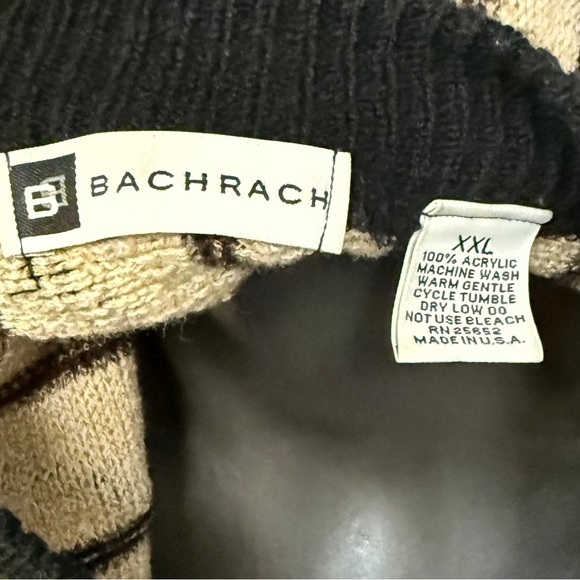 B BACHRACH
XXL
100% ACRYLIC
MACHINE WASH
WARM GENTLE
CYCLE TUMBLE
DRY LOW DO
NOT USE BLEACH
RN 25652
MADE IN U.S.A.